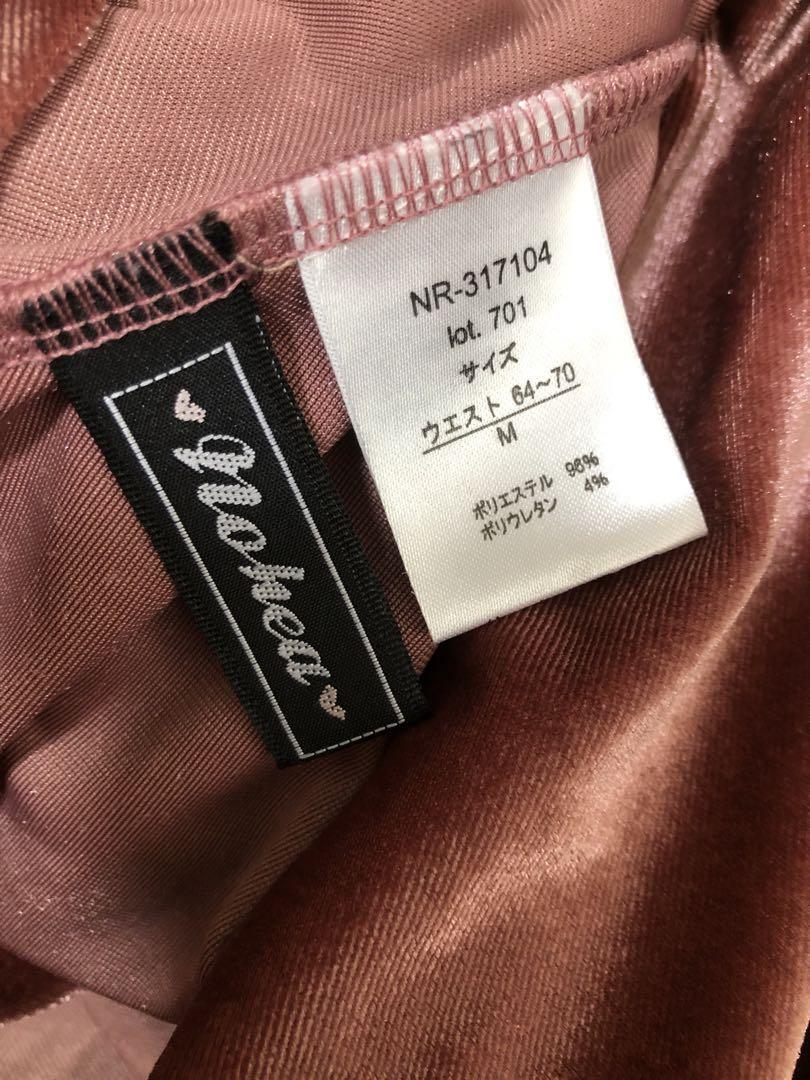 Mohea
NR-317104
lot. 701
サイズ
ウエスト 64〜70
M
ポリエステル 96%
ポリウレタン 4%